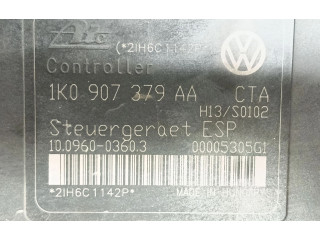 Ate (*2IH6C1142P*)
Controller
1K0 907 379 AA CTA
H13/S0102
Steuergeraet ESP
10.0960-0360.3 00005305G1
*2IH6C1142P* MADE IN